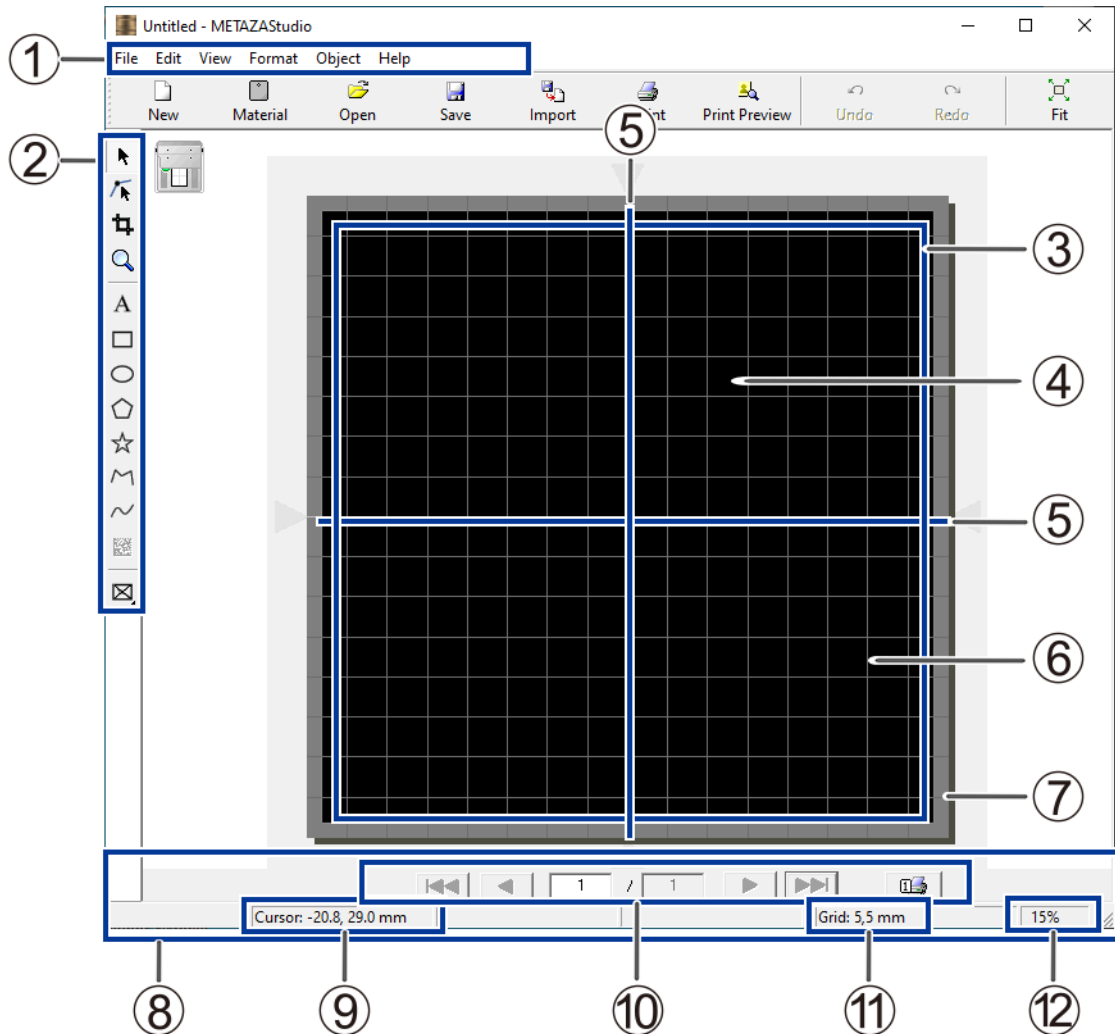 Untitled - METAZAStudio
① File Edit View Format Object Help
New Material Open Save Import Print Preview Undo Redo Fit
⑤
②
③
④
⑤
⑥
⑦
1 / 1
Cursor: -20.8, 29.0 mm Grid: 5,5 mm 15%
⑧ ⑨ ⑩ ⑪ ⑫